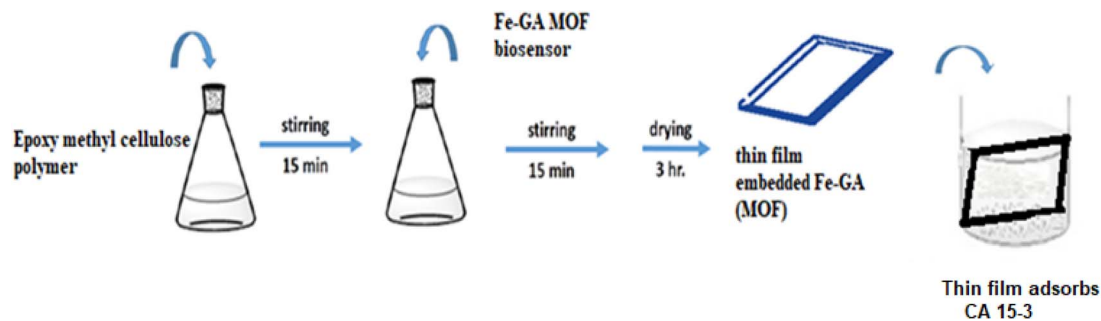 Epoxy methyl cellulose
polymer
stirring
15 min
Fe-GA MOF
biosensor
stirring
15 min
drying
3 hr.
thin film
embedded Fe-GA
(MOF)
Thin film adsorbs
CA 15-3